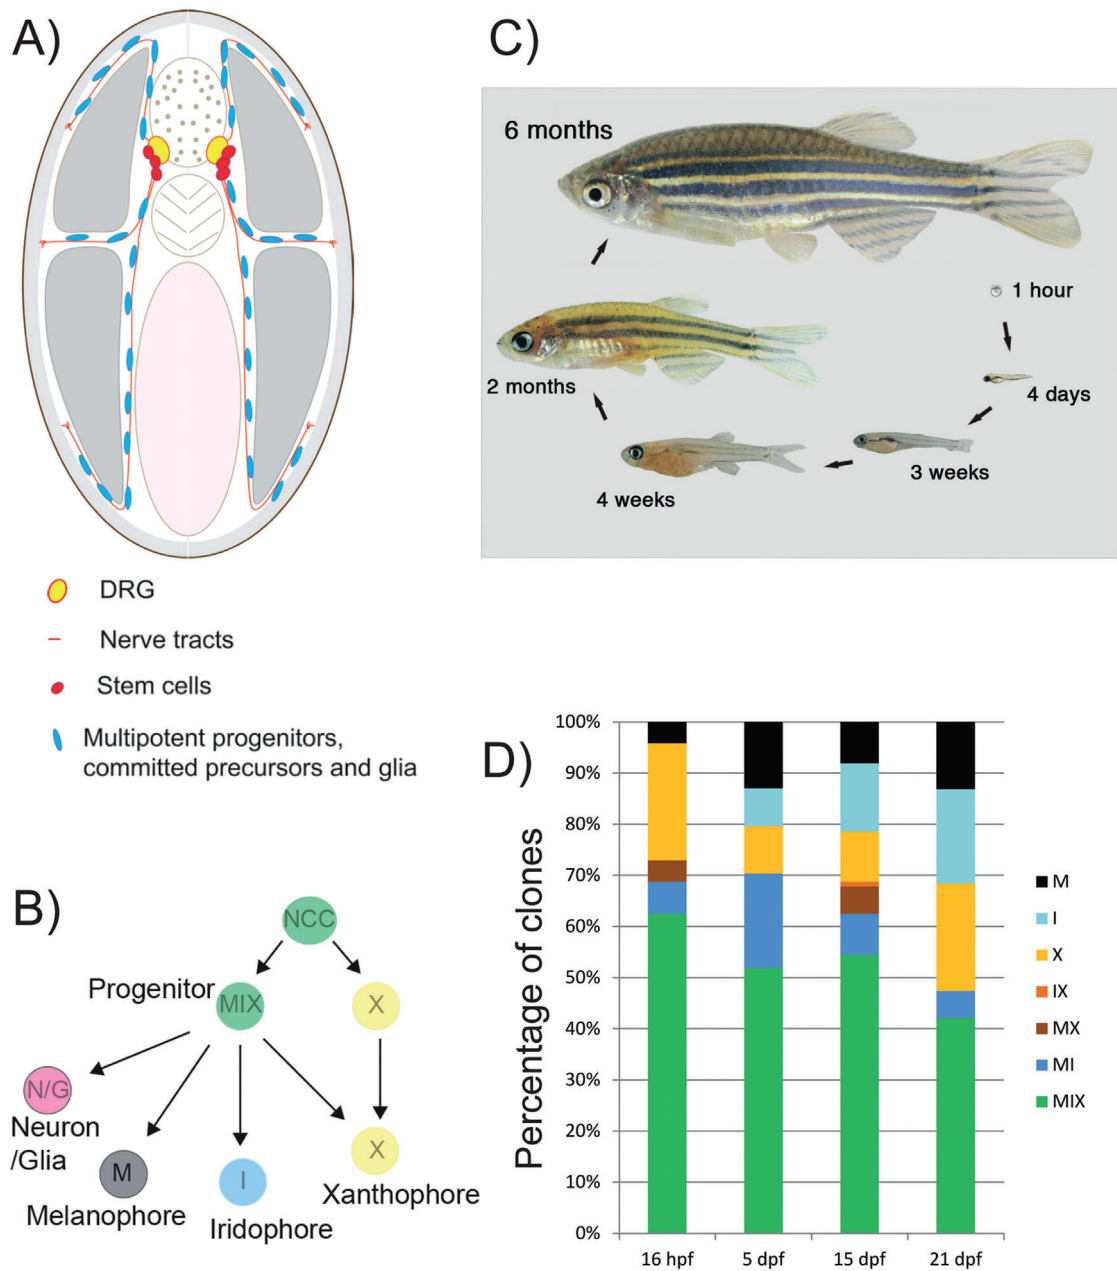 A)
DRG
Nerve tracts
Stem cells
Multipotent progenitors,
committed precursors and glia
B)
NCC
Progenitor
MIX
X
N/G
Neuron
/Glia
M
Melanophore
I
Iridophore
X
Xanthophore
C)
6 months
1 hour
4 days
3 weeks
4 weeks
2 months
D)
Percentage of clones
100%
90%
80%
70%
60%
50%
40%
30%
20%
10%
0%
16 hpf
5 dpf
15 dpf
21 dpf
M
I
X
IX
MX
MI
MIX